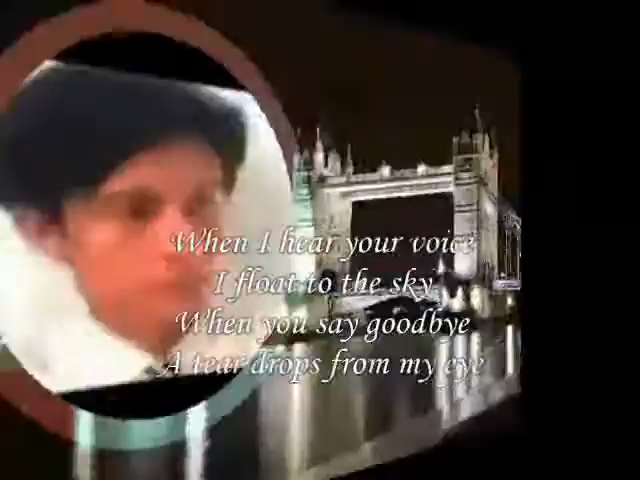 When I hear your voice
I float to the sky
When you say goodbye
A tear drops from my eye